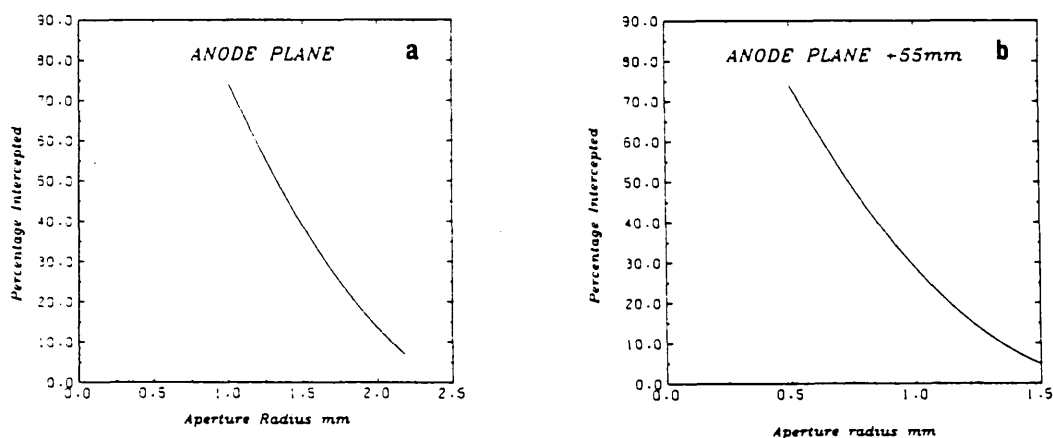 ANODE PLANE
a
90.0
80.0
70.0
60.0
50.0
40.0
30.0
20.0
10.0
0.0
Percentage Intercepted
0.0 0.5 1.0 1.5 2.0 2.5
Aperture Radius mm
ANODE PLANE +55mm
b
90.0
80.0
70.0
60.0
50.0
40.0
30.0
20.0
10.0
0.0
Percentage Intercepted
0.0 0.5 1.0 1.5
Aperture radius mm